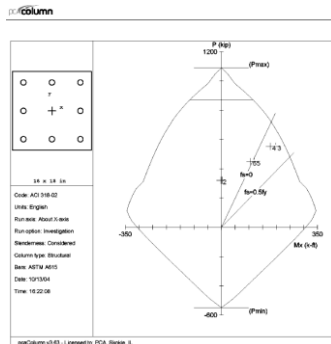 pcaColumn
P (kip)
1200
(Pmax)
y
x
fs=0
fs=0.5fy
16 x 16 in
Code: ACI 318-02
Units: English
Run axis: About X-axis
Run option: Investigation
Slenderness: Considered
Column type: Structural
Bars: ASTM A615
Date: 10/13/04
Time: 16:22:08
-350
350
Mx (k-ft)
(Pmin)
-600
pcaColumn v3.63 - Licensed to: PCA, Skokie, IL